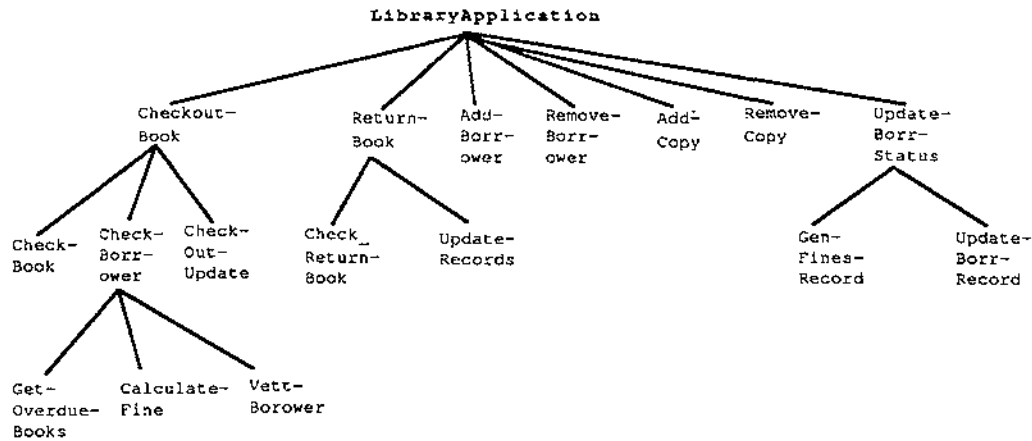 LibraryApplication
Checkout-
Book
Return-
Book
Add-
Borr-
ower
Remove-
Borr-
ower
Add-
Copy
Remove-
Copy
Update-
Borr-
Status
Check-
Book
Check-
Borr-
ower
Check-
Out-
Update
Check_
Return-
Book
Update-
Records
Gen-
Fines-
Record
Update-
Borr-
Record
Get-
Overdue-
Books
Calculate-
Fine
Vett-
Borower